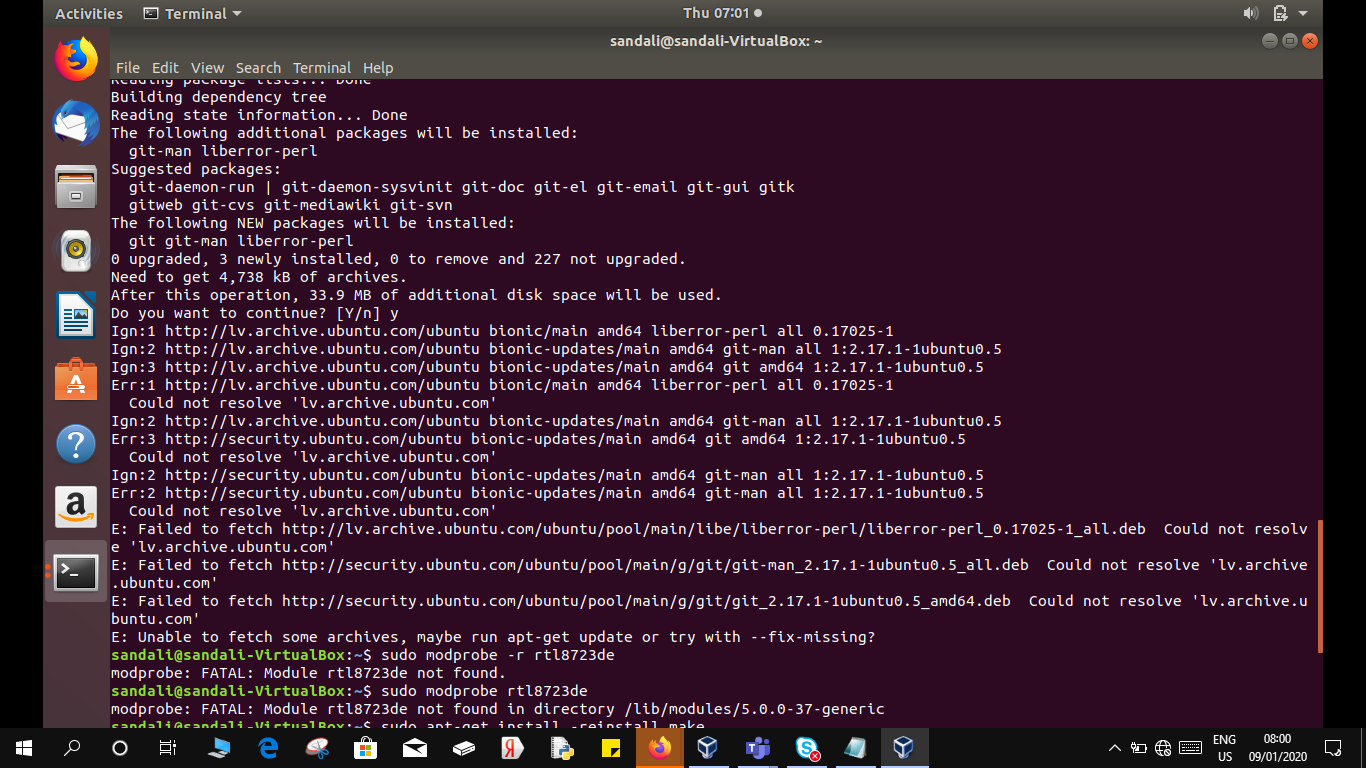 Activities Terminal Thu 07:01
sandali@sandali-VirtualBox: ~
File Edit View Search Terminal Help
Reading package lists... Done
Building dependency tree
Reading state information... Done
The following additional packages will be installed:
git-man liberror-perl
Suggested packages:
git-daemon-run | git-daemon-sysvinit git-doc git-el git-email git-gui gitk
gitweb git-cvs git-mediawiki git-svn
The following NEW packages will be installed:
git git-man liberror-perl
0 upgraded, 3 newly installed, 0 to remove and 227 not upgraded.
Need to get 4,738 kB of archives.
After this operation, 33.9 MB of additional disk space will be used.
Do you want to continue? [Y/n] y
Ign:1 http://lv.archive.ubuntu.com/ubuntu bionic/main amd64 liberror-perl all 0.17025-1
Ign:2 http://lv.archive.ubuntu.com/ubuntu bionic-updates/main amd64 git-man all 1:2.17.1-1ubuntu0.5
Ign:3 http://lv.archive.ubuntu.com/ubuntu bionic-updates/main amd64 git amd64 1:2.17.1-1ubuntu0.5
Err:1 http://lv.archive.ubuntu.com/ubuntu bionic/main amd64 liberror-perl all 0.17025-1
Could not resolve 'lv.archive.ubuntu.com'
Ign:2 http://lv.archive.ubuntu.com/ubuntu bionic-updates/main amd64 git-man all 1:2.17.1-1ubuntu0.5
Err:3 http://security.ubuntu.com/ubuntu bionic-updates/main amd64 git amd64 1:2.17.1-1ubuntu0.5
Could not resolve 'lv.archive.ubuntu.com'
Ign:2 http://security.ubuntu.com/ubuntu bionic-updates/main amd64 git-man all 1:2.17.1-1ubuntu0.5
Err:2 http://security.ubuntu.com/ubuntu bionic-updates/main amd64 git-man all 1:2.17.1-1ubuntu0.5
Could not resolve 'lv.archive.ubuntu.com'
E: Failed to fetch http://lv.archive.ubuntu.com/ubuntu/pool/main/libe/liberror-perl/liberror-perl_0.17025-1_all.deb Could not resolv
e 'lv.archive.ubuntu.com'
E: Failed to fetch http://security.ubuntu.com/ubuntu/pool/main/g/git/git-man_2.17.1-1ubuntu0.5_all.deb Could not resolve 'lv.archive
.ubuntu.com'
E: Failed to fetch http://security.ubuntu.com/ubuntu/pool/main/g/git/git_2.17.1-1ubuntu0.5_amd64.deb Could not resolve 'lv.archive.u
buntu.com'
E: Unable to fetch some archives, maybe run apt-get update or try with --fix-missing?
sandali@sandali-VirtualBox:~$ sudo modprobe -r rtl8723de
modprobe: FATAL: Module rtl8723de not found.
sandali@sandali-VirtualBox:~$ sudo modprobe rtl8723de
modprobe: FATAL: Module rtl8723de not found in directory /lib/modules/5.0.0-37-generic
sandali@sandali-VirtualBox:~$ sudo apt-get install -reinstall make
ENG 08:00
US 09/01/2020